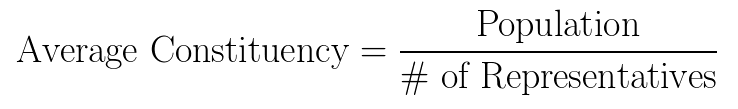 Average Constituency = Population
# of Representatives